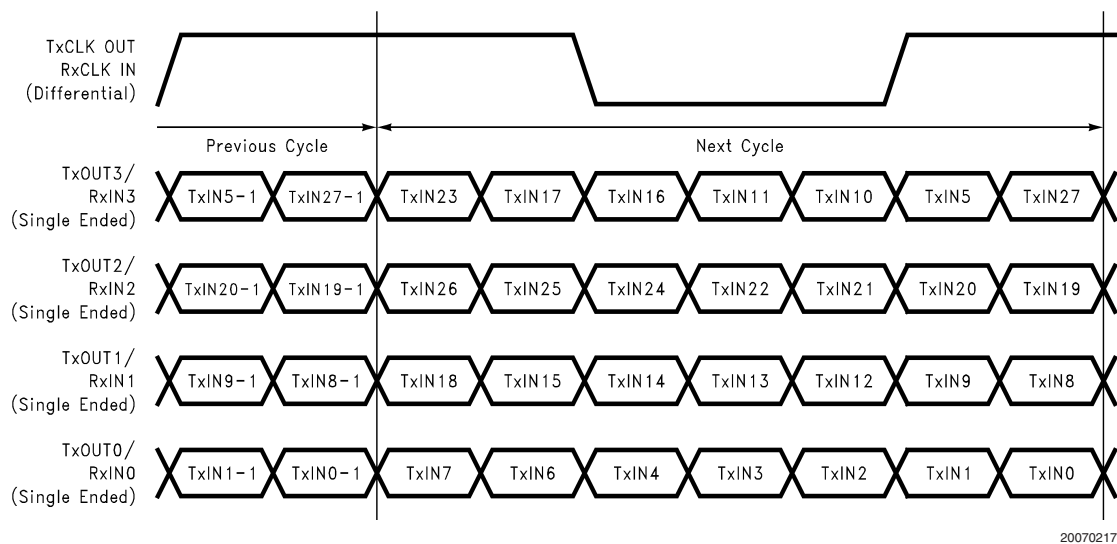 TxCLK OUT
RxCLK IN
(Differential)
Previous Cycle
Next Cycle
TxOUT3/
RxIN3
(Single Ended)
TxIN5-1 TxIN27-1 TxIN23 TxIN17 TxIN16 TxIN11 TxIN10 TxIN5 TxIN27
TxOUT2/
RxIN2
(Single Ended)
TxIN20-1 TxIN19-1 TxIN26 TxIN25 TxIN24 TxIN22 TxIN21 TxIN20 TxIN19
TxOUT1/
RxIN1
(Single Ended)
TxIN9-1 TxIN8-1 TxIN18 TxIN15 TxIN14 TxIN13 TxIN12 TxIN9 TxIN8
TxOUT0/
RxIN0
(Single Ended)
TxIN1-1 TxIN0-1 TxIN7 TxIN6 TxIN4 TxIN3 TxIN2 TxIN1 TxIN0
20070217